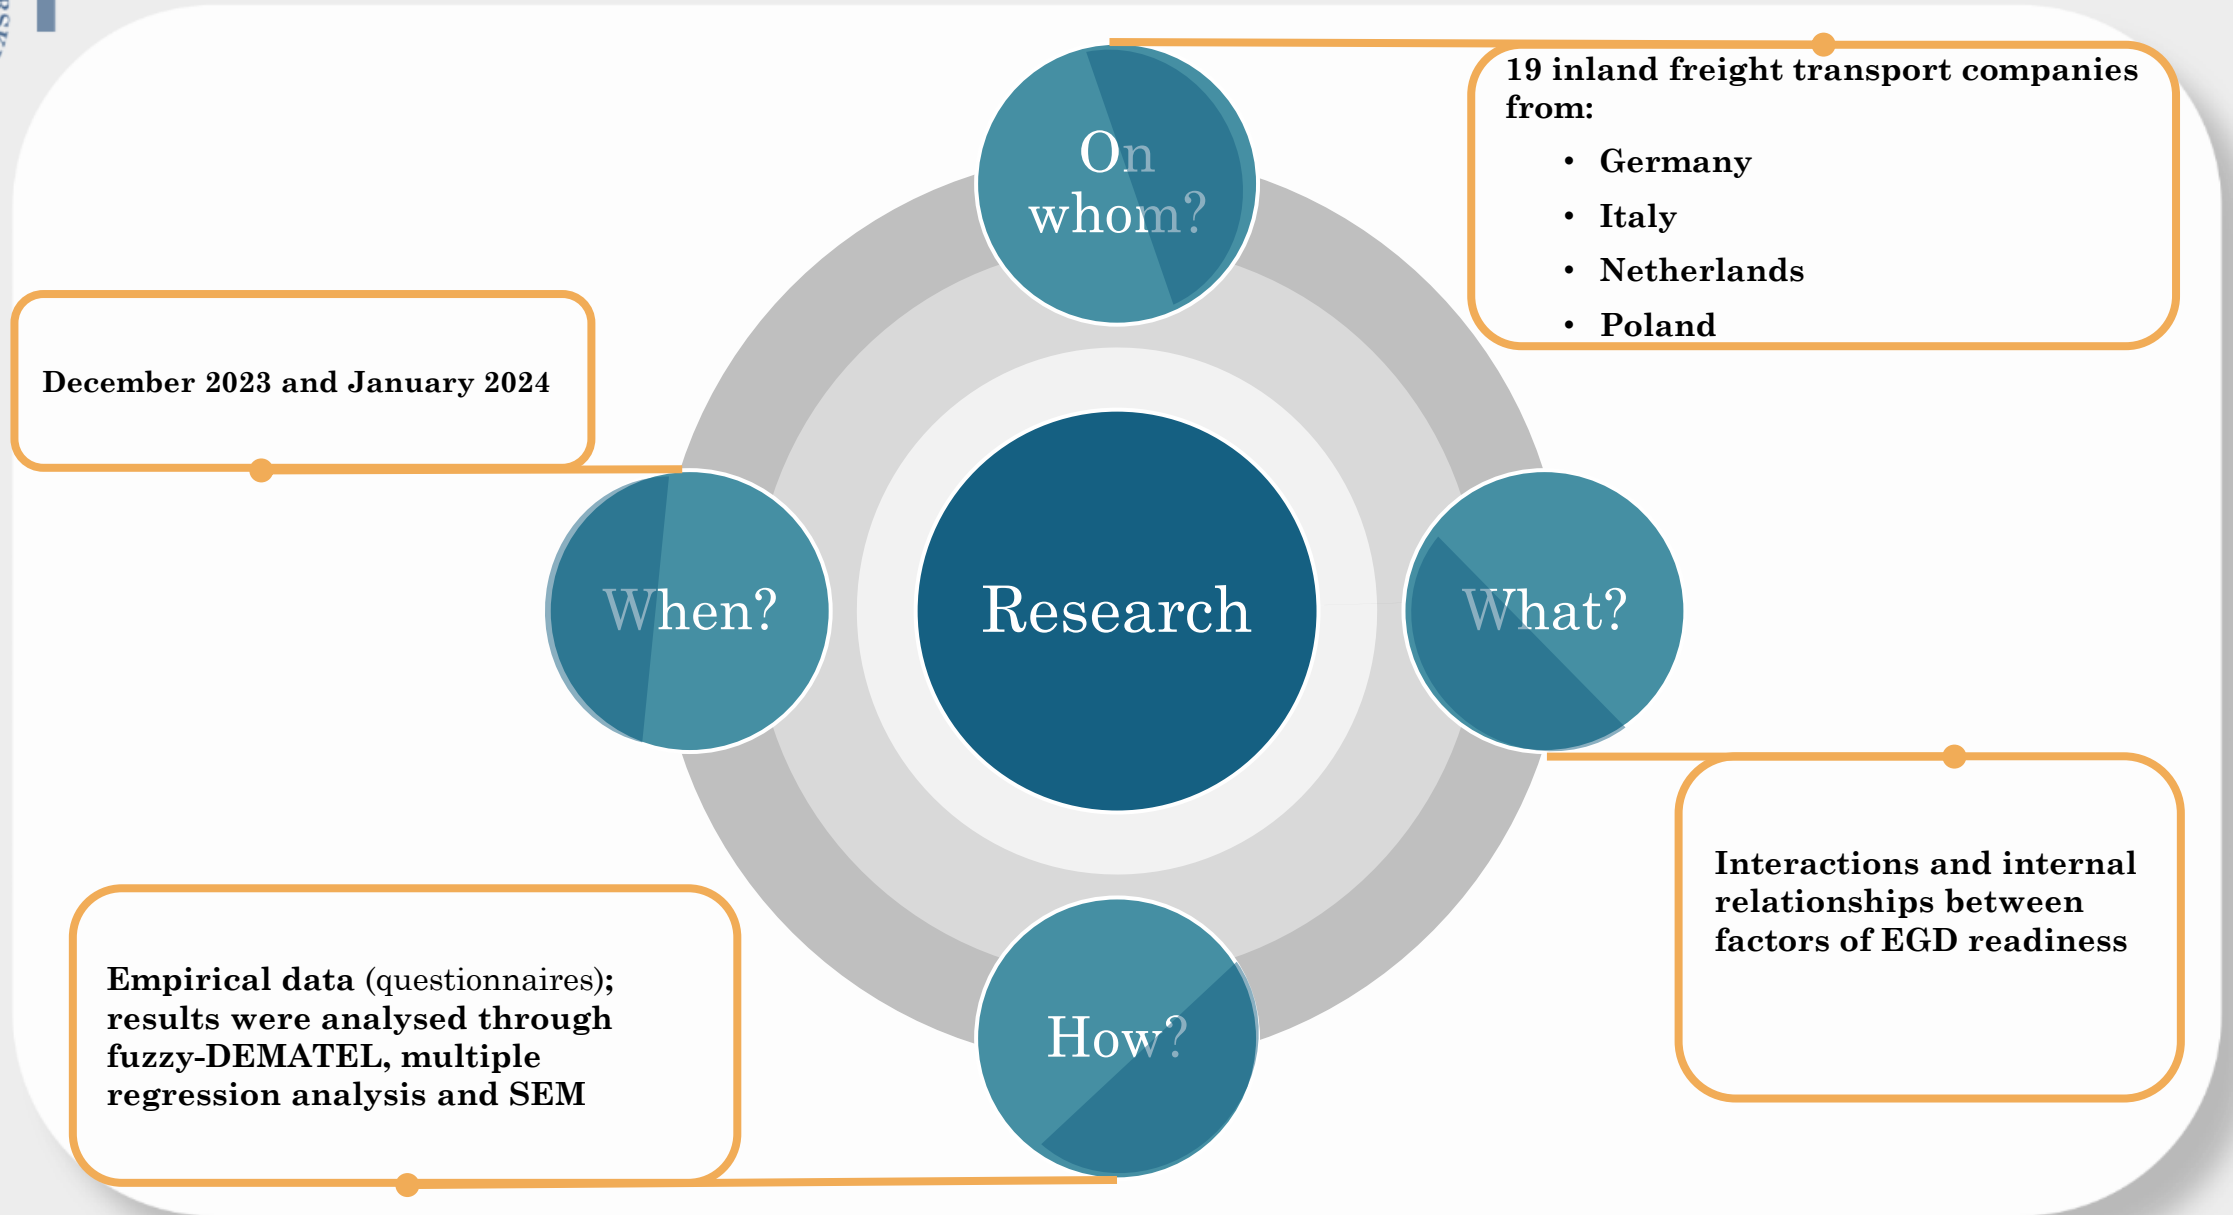 On
whom?
19 inland freight transport companies
from:
• Germany
• Italy
• Netherlands
• Poland
December 2023 and January 2024
When?
Research
What?
Interactions and internal
relationships between
factors of EGD readiness
How?
Empirical data (questionnaires);
results were analysed through
fuzzy-DEMATEL, multiple
regression analysis and SEM